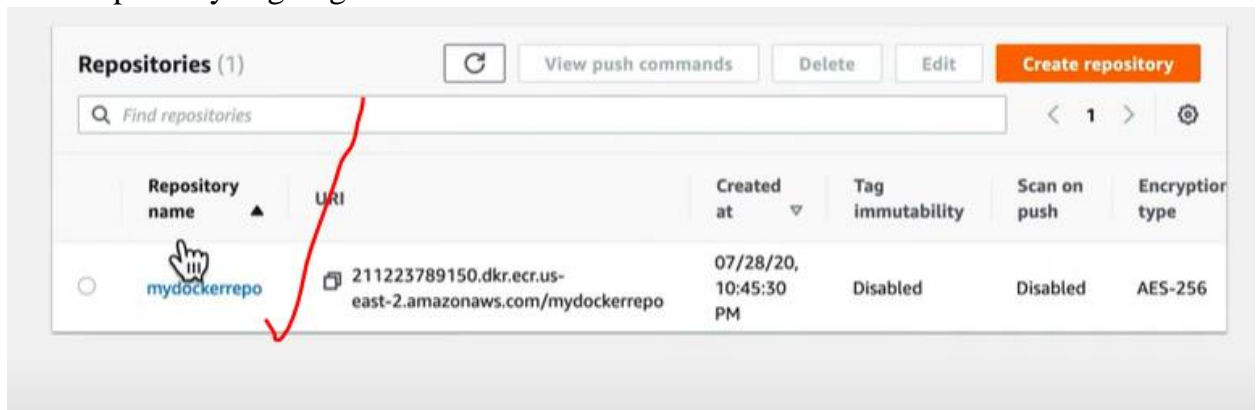 Repositories (1)
View push commands
Delete
Edit
Create repository
Find repositories
1
Repository name
URI
Created at
Tag immutability
Scan on push
Encryption type
mydockerrepo
211223789150.dkr.ecr.us-
east-2.amazonaws.com/mydockerrepo
07/28/20,
10:45:30
PM
Disabled
Disabled
AES-256